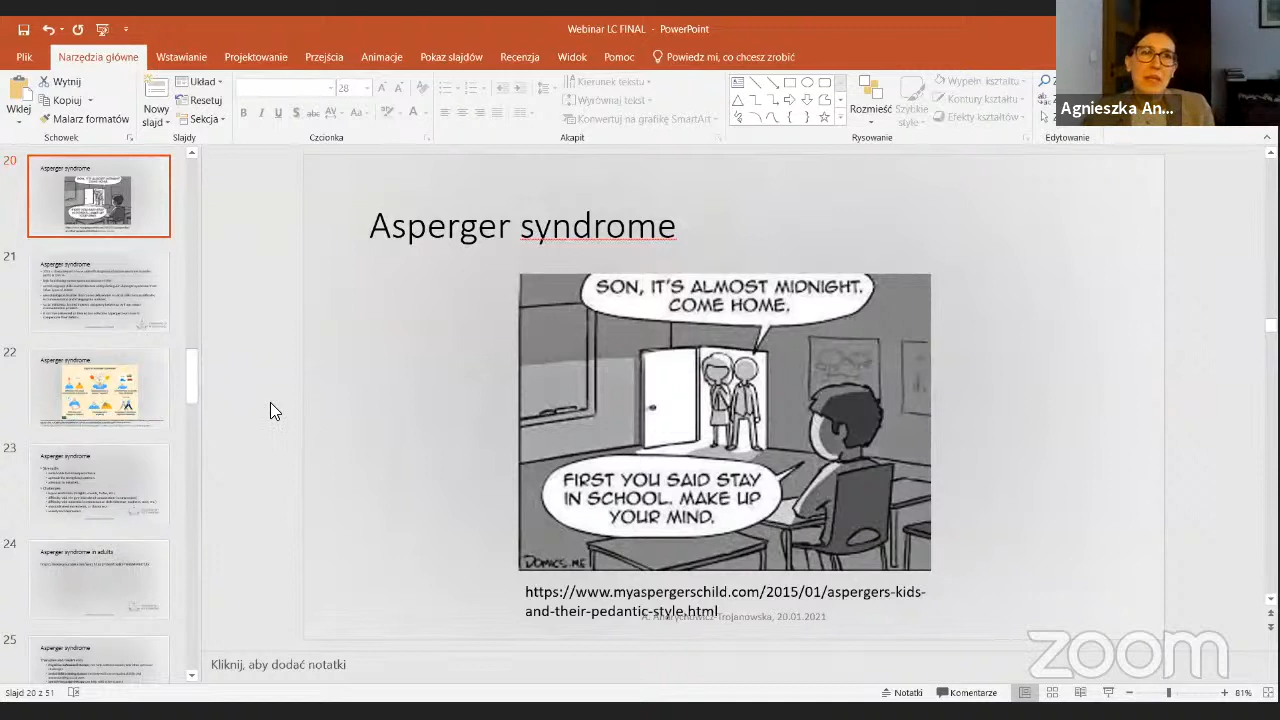 Webinar LC FINAL - PowerPoint
Plik Narzędzia główne Wstawianie Projektowanie Przejścia Animacje Pokaz slajdów Recenzja Widok Pomoc Powiedz mi, co chcesz zrobić
Wklej
Wytnij
Kopiuj
Malarz formatów
Schowek
Nowy
slajd
Układ
Resetuj
Sekcja
Slajdy
28
Czcionka
Kierunek tekstu
Wyrównaj tekst
Konwertuj na grafikę SmartArt
Akapit
Rozmieść
Szybkie
style
Wypełń. kształtu
Kontury kształtu
Efekty kształtu
Rysowanie
Edytowanie
Agnieszka An...
20
Asperger syndrome
21
Asperger syndrome
22
Asperger syndrome
23
Asperger syndrome
24
Asperger syndrome in adults
25
Asperger syndrome
Asperger syndrome
SON, IT'S ALMOST MIDNIGHT.
COME HOME.
FIRST YOU SAID STAY
IN SCHOOL. MAKE UP
YOUR MIND.
DOMICS.ME
https://www.myaspergerschild.com/2015/01/aspergers-kids-
and-their-pedantic-style.html
20.01.2021
Kliknij, aby dodać notatki
zoom
Slajd 20 z 51
Notatki
Komentarze
81%